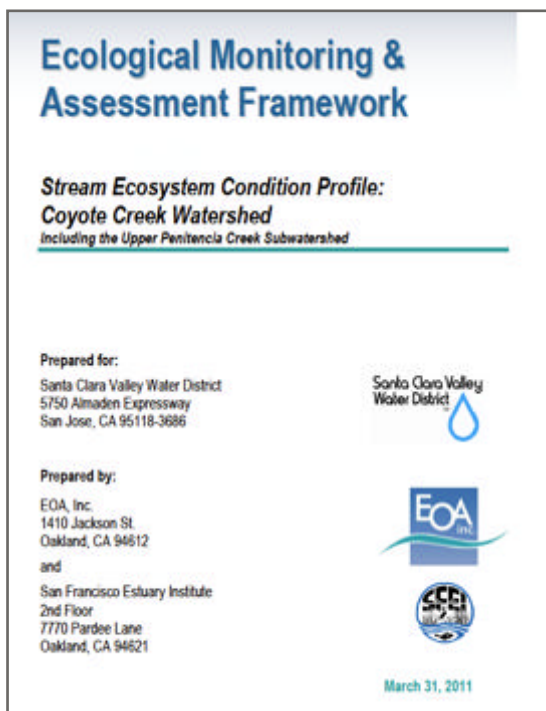 Ecological Monitoring &
Assessment Framework
Stream Ecosystem Condition Profile:
Coyote Creek Watershed
Including the Upper Penitencia Creek Subwatershed
Prepared for:
Santa Clara Valley Water District
5750 Almaden Expressway
San Jose, CA 95118-3686
Santa Clara Valley
Water District
Prepared by:
EOA, Inc.
1410 Jackson St.
Oakland, CA 94612
and
San Francisco Estuary Institute
2nd Floor
7770 Pardee Lane
Oakland, CA 94621
EOA
inc.
SFEI
March 31, 2011